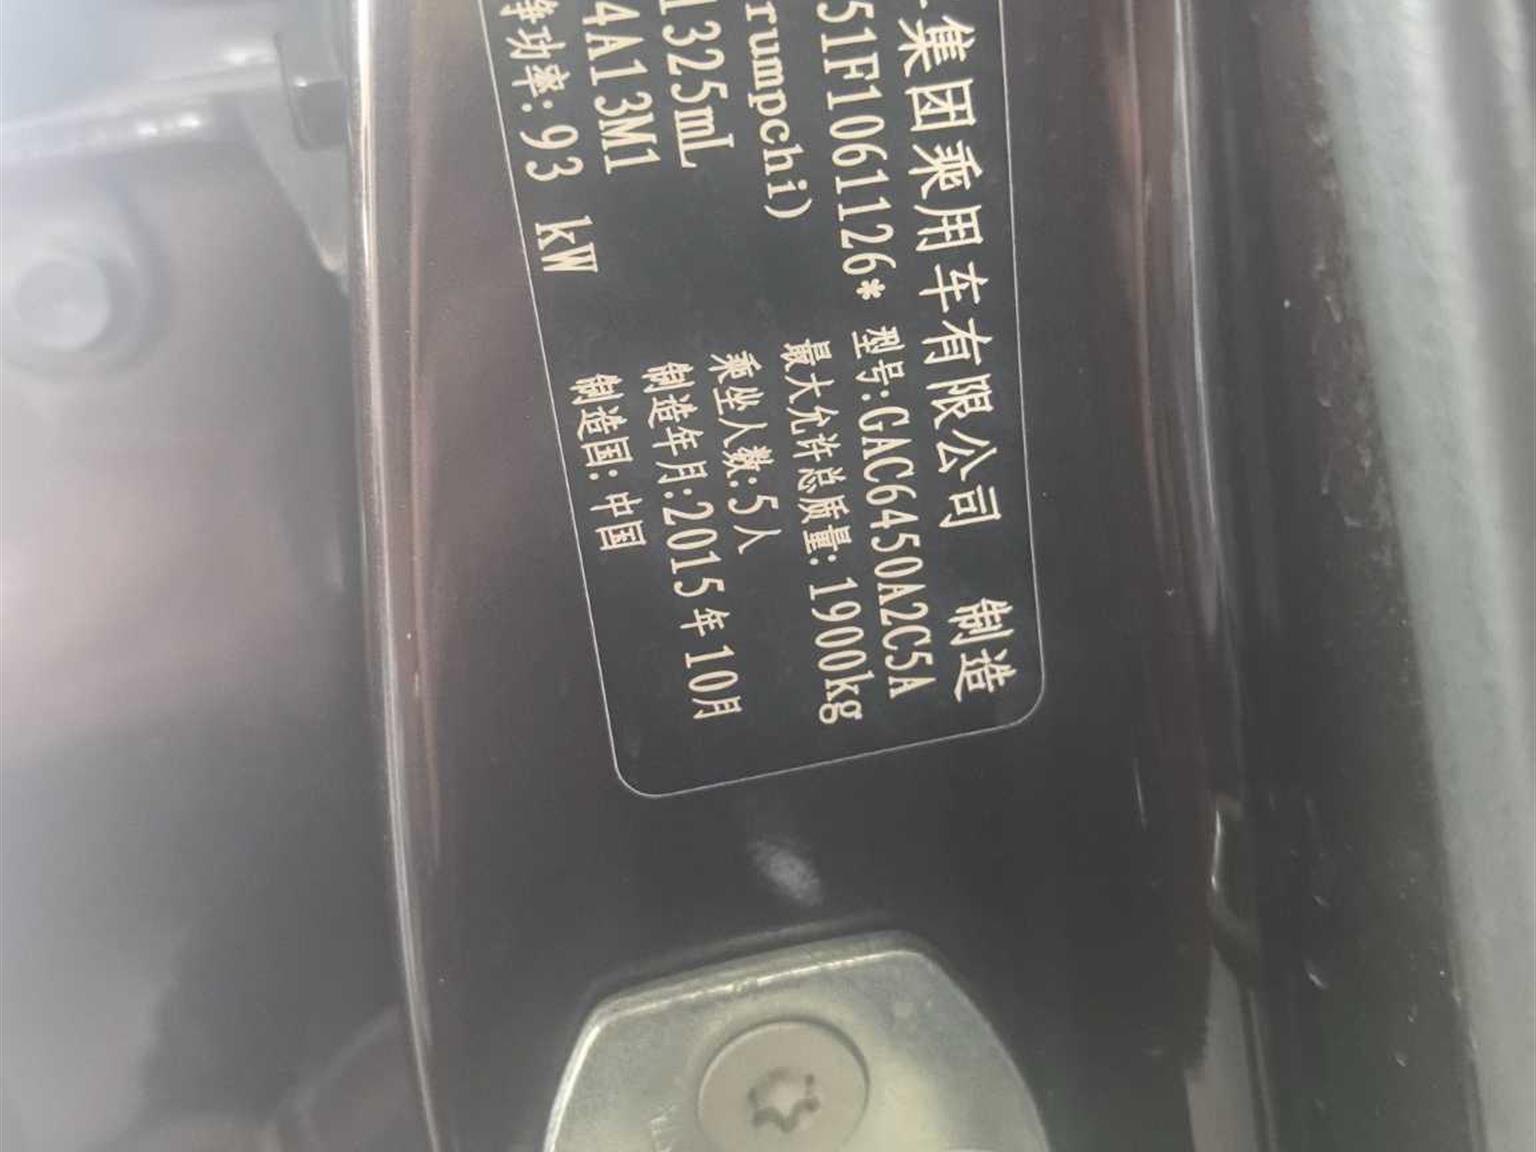 集团乘用车有限公司 制造
51F1061126* 型号:GAC6450A2C5A
rumpchi) 最大允许总质量:1900kg
1325mL 乘坐人数:5人
4A13M1 制造年月:2015年10月
净功率:93 kW 制造国:中国